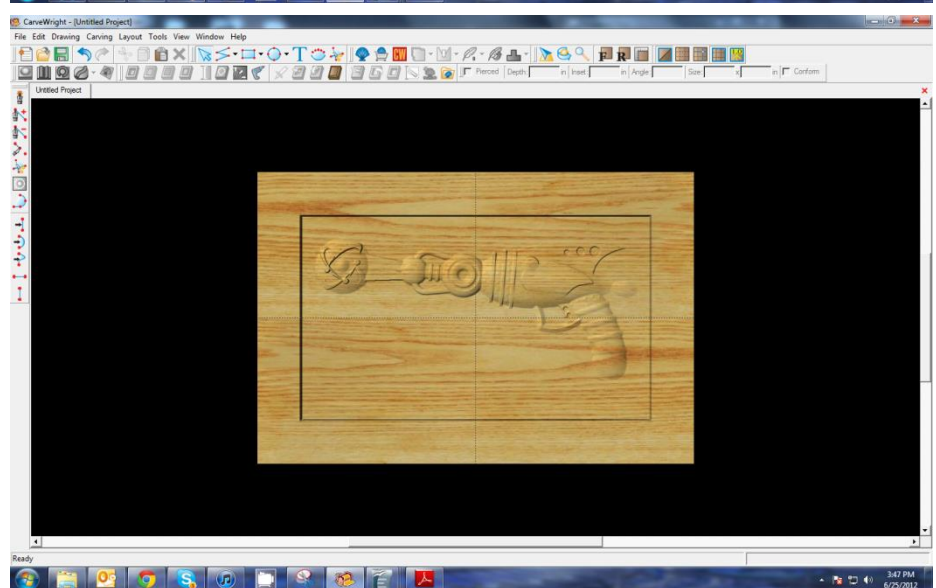 CarveWright - [Untitled Project]
File Edit Drawing Carving Layout Tools View Window Help
T CW F R
Pierced Depth: in Inset: in Angle: Size: x in Conform
Untitled Project
Ready
3:47 PM
6/25/2012